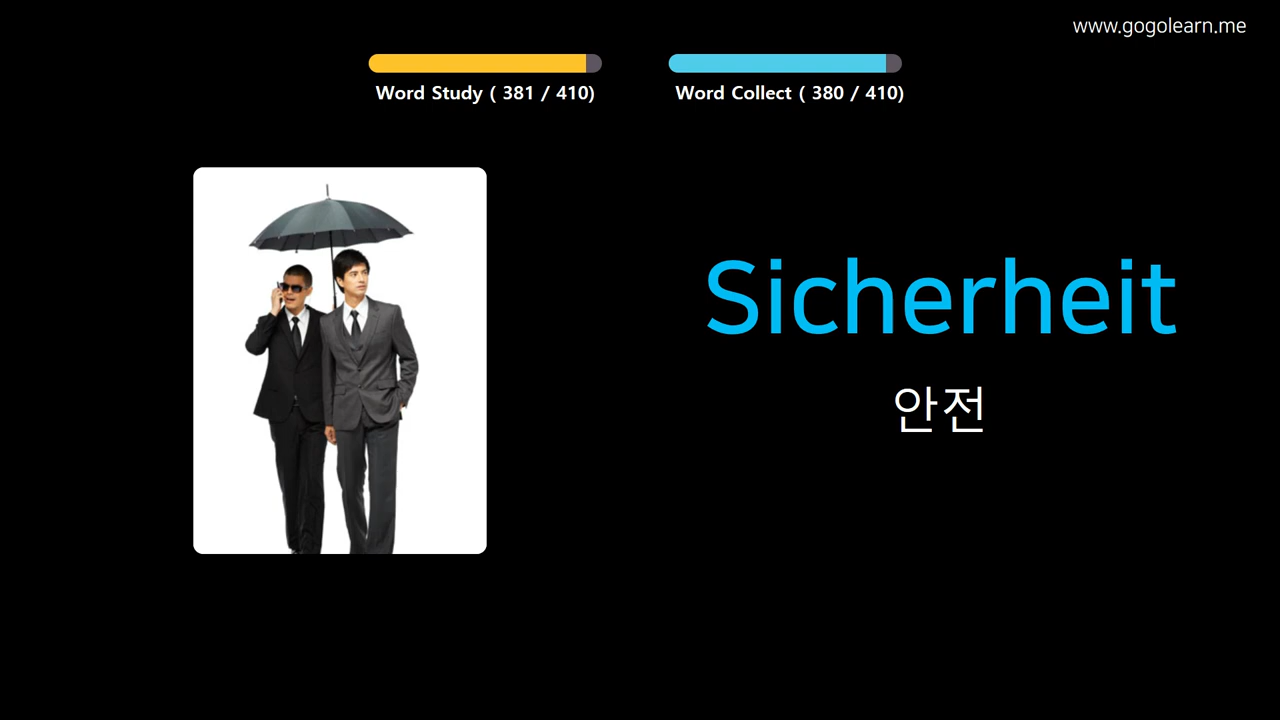 www.gogolearn.me
Word Study ( 381 / 410)
Word Collect ( 380 / 410)
Sicherheit
안전